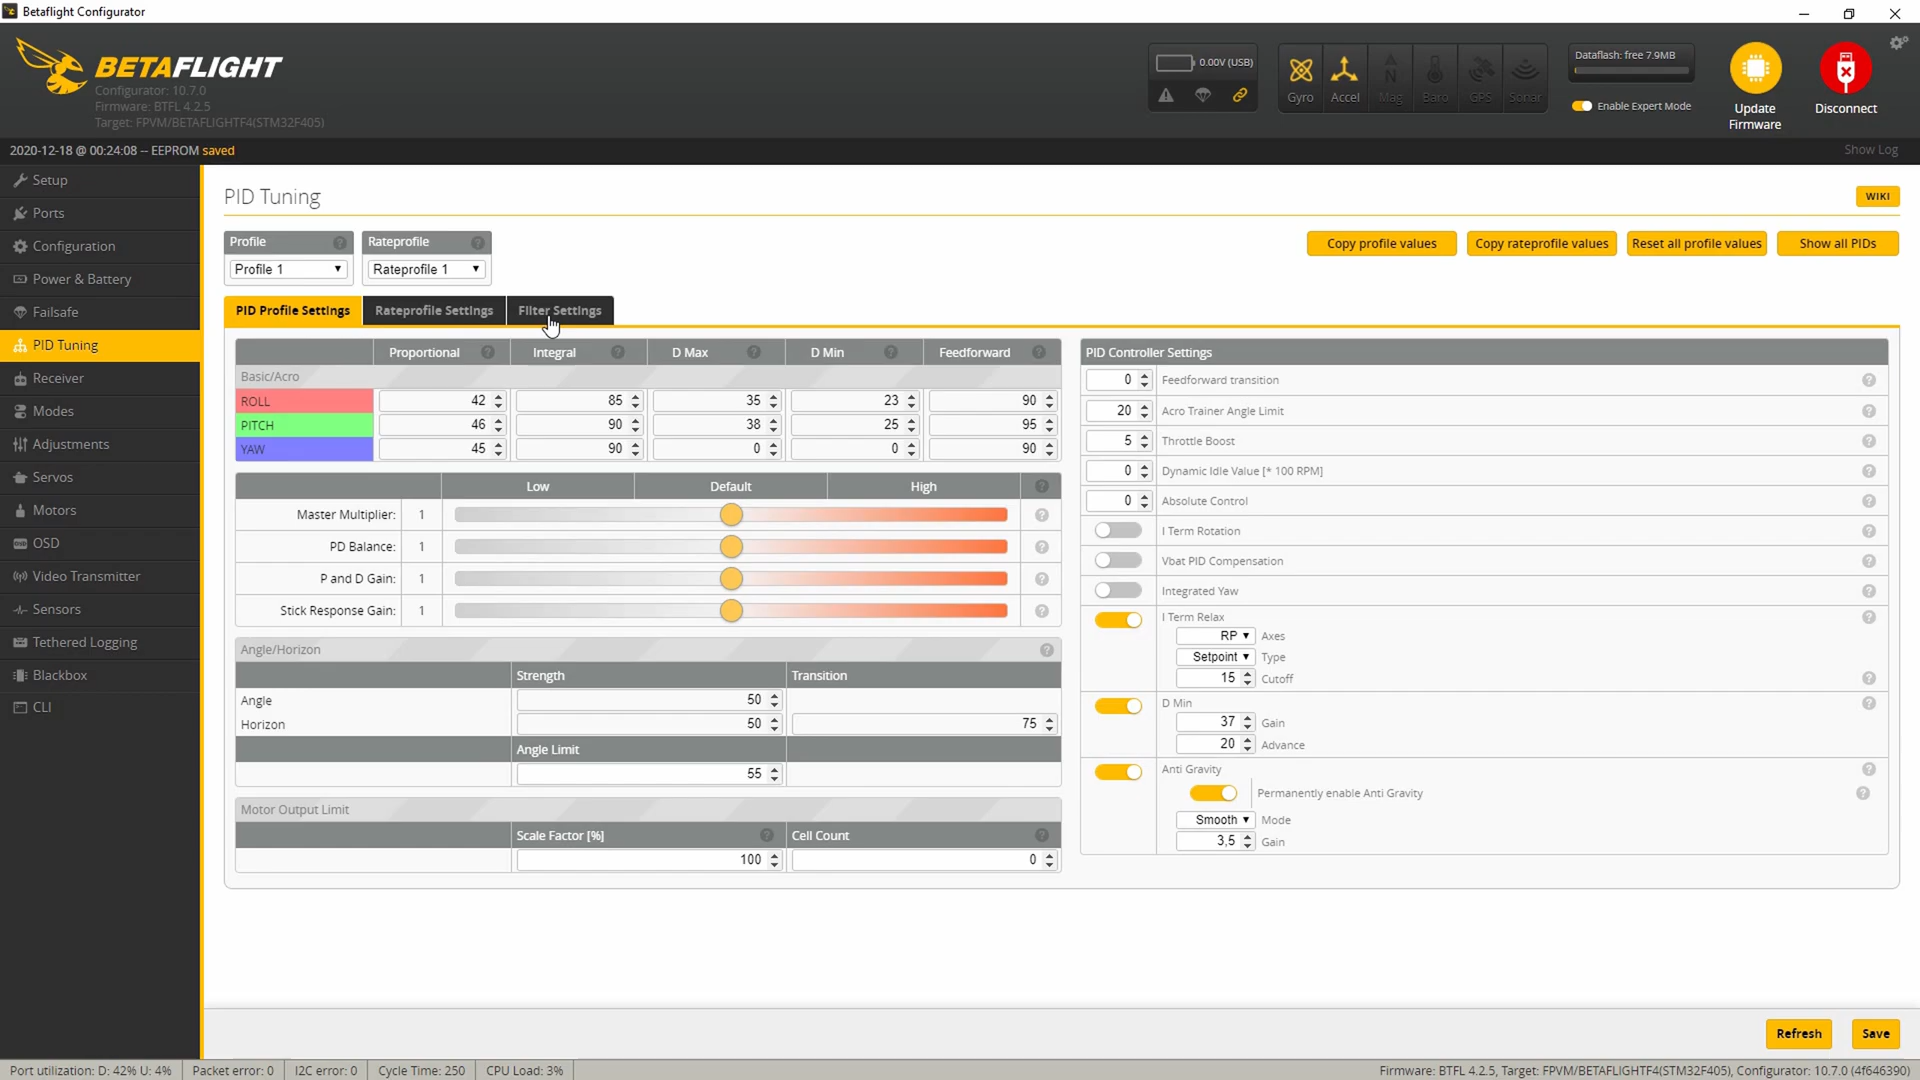 Betaflight Configurator
BETAFLIGHT
Configurator: 10.7.0
Firmware: BTFL 4.2.5
Target: FPVM/BETAFLIGHTF4(STM32F405)
0.00V (USB)
Gyro
Accel
Mag
Baro
GPS
Sonar
Dataflash: free 7.9MB
Enable Expert Mode
Update Firmware
Disconnect
2020-12-18 @ 00:24:08 -- EEPROM saved
Show Log
Setup
Ports
Configuration
Power & Battery
Failsafe
PID Tuning
Receiver
Modes
Adjustments
Servos
Motors
OSD
Video Transmitter
Sensors
Tethered Logging
Blackbox
CLI
PID Tuning
WIKI
Profile
Rateprofile
Profile 1
Rateprofile 1
Copy profile values
Copy rateprofile values
Reset all profile values
Show all PIDs
PID Profile Settings
Rateprofile Settings
Filter Settings
Proportional Integral D Max D Min Feedforward
Basic/Acro
ROLL 42 85 35 23 90
PITCH 46 90 38 25 95
YAW 45 90 0 0 90
Low Default High
Master Multiplier: 1
PD Balance: 1
P and D Gain: 1
Stick Response Gain: 1
Angle/Horizon
Strength Transition
Angle 50
Horizon 50 75
Angle Limit
55
Motor Output Limit
Scale Factor [%] Cell Count
100 0
PID Controller Settings
0 Feedforward transition
20 Acro Trainer Angle Limit
5 Throttle Boost
0 Dynamic Idle Value [* 100 RPM]
0 Absolute Control
I Term Rotation
Vbat PID Compensation
Integrated Yaw
I Term Relax
RP Axes
Setpoint Type
15 Cutoff
D Min
37 Gain
20 Advance
Anti Gravity
Permanently enable Anti Gravity
Smooth Mode
3,5 Gain
Refresh
Save
Port utilization: D: 42% U: 4%
Packet error: 0
I2C error: 0
Cycle Time: 250
CPU Load: 3%
Firmware: BTFL 4.2.5, Target: FPVM/BETAFLIGHTF4(STM32F405), Configurator: 10.7.0 (4f646390)